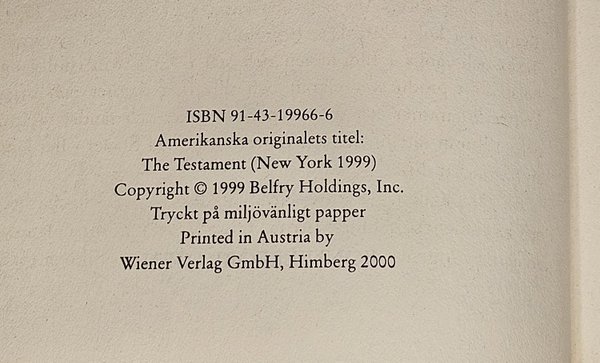 ISBN 91-43-19966-6
Amerikanska originalets titel:
The Testament (New York 1999)
Copyright © 1999 Belfry Holdings, Inc.
Tryckt på miljövänligt papper
Printed in Austria by
Wiener Verlag GmbH, Himberg 2000